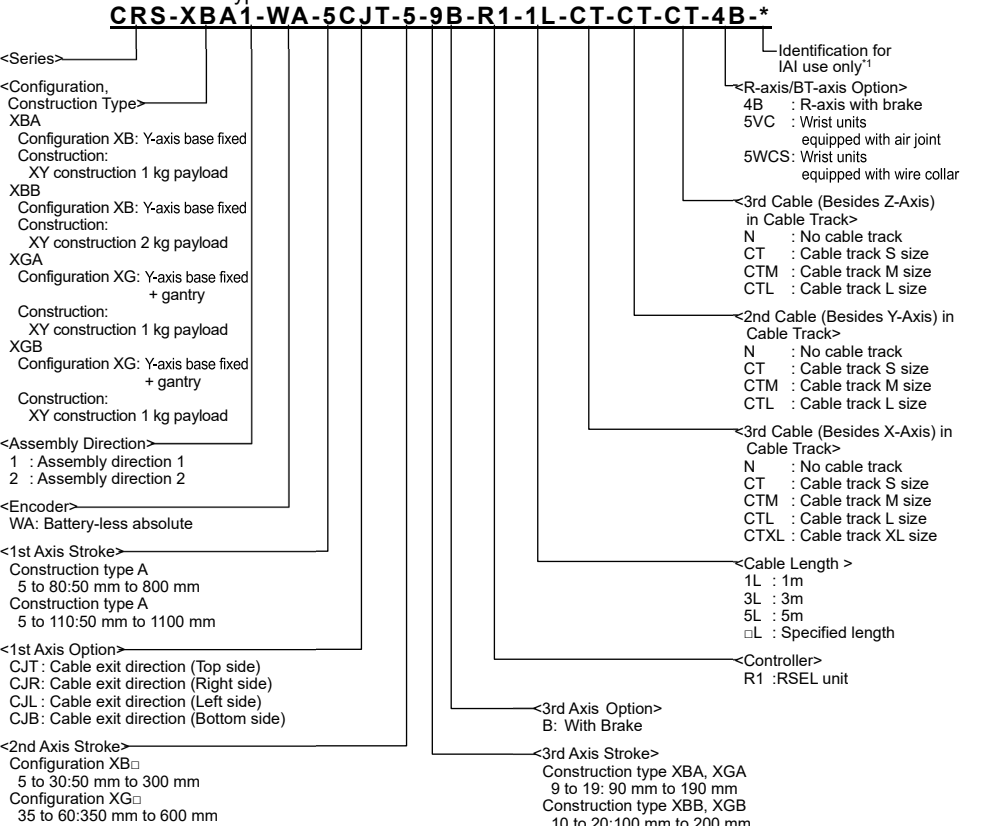 CRS-XBA1-WA-5CJT-5-9B-R1-1L-CT-CT-CT-4B-*
<Series>
<Configuration,
Construction Type>
XBA
Configuration XB: Y-axis base fixed
Construction:
XY construction 1 kg payload
XBB
Configuration XB: Y-axis base fixed
Construction:
XY construction 2 kg payload
XGA
Configuration XG: Y-axis base fixed
+ gantry
Construction:
XY construction 1 kg payload
XGB
Configuration XG: Y-axis base fixed
+ gantry
Construction:
XY construction 1 kg payload
<Assembly Direction>
1 : Assembly direction 1
2 : Assembly direction 2
<Encoder>
WA: Battery-less absolute
<1st Axis Stroke>
Construction type A
5 to 80:50 mm to 800 mm
Construction type A
5 to 110:50 mm to 1100 mm
<1st Axis Option>
CJT : Cable exit direction (Top side)
CJR: Cable exit direction (Right side)
CJL : Cable exit direction (Left side)
CJB: Cable exit direction (Bottom side)
<2nd Axis Stroke>
Configuration XB□
5 to 30:50 mm to 300 mm
Configuration XG□
35 to 60:350 mm to 600 mm
Identification for
IAI use only*1
<R-axis/BT-axis Option>
4B : R-axis with brake
5VC : Wrist units
equipped with air joint
5WCS: Wrist units
equipped with wire collar
<3rd Cable (Besides Z-Axis)
in Cable Track>
N : No cable track
CT : Cable track S size
CTM : Cable track M size
CTL : Cable track L size
<2nd Cable (Besides Y-Axis) in
Cable Track>
N : No cable track
CT : Cable track S size
CTM : Cable track M size
CTL : Cable track L size
<3rd Cable (Besides X-Axis) in
Cable Track>
N : No cable track
CT : Cable track S size
CTM : Cable track M size
CTL : Cable track L size
CTXL : Cable track XL size
<Cable Length >
1L : 1m
3L : 3m
5L : 5m
□L : Specified length
<Controller>
R1 :RSEL unit
<3rd Axis Option>
B: With Brake
<3rd Axis Stroke>
Construction type XBA, XGA
9 to 19: 90 mm to 190 mm
Construction type XBB, XGB
10 to 20:100 mm to 200 mm